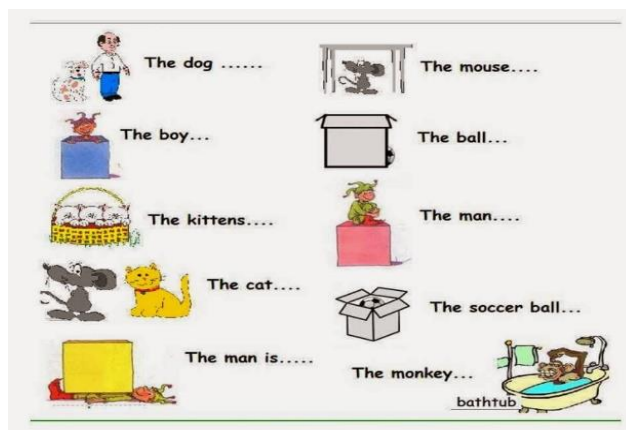 The dog ......
The mouse....
The boy...
The ball...
The kittens....
The man....
The cat....
The soccer ball...
The man is.....
The monkey...
bathtub